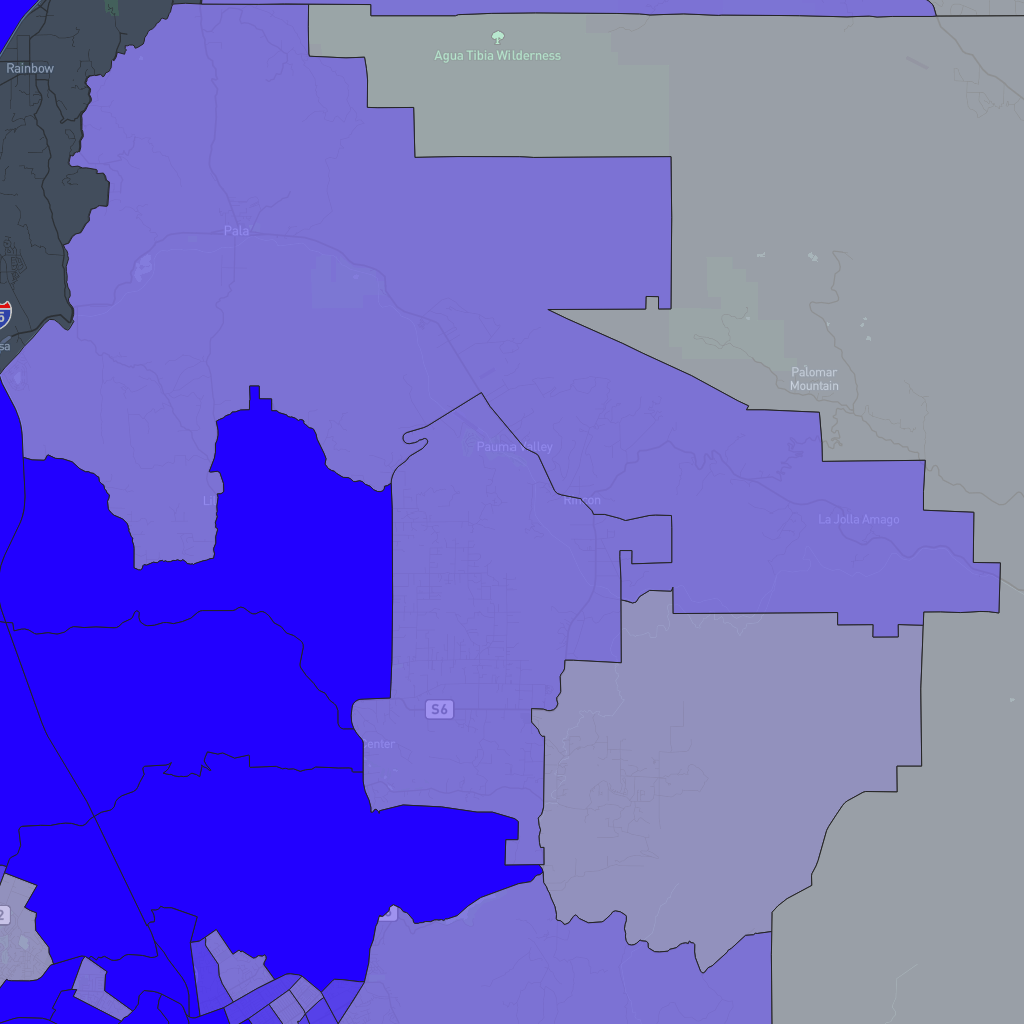 Agua Tibia Wilderness
Rainbow
Pala
Palomar
Mountain
Pauma Valley
Rincon
La Jolla Amago
S6
Center